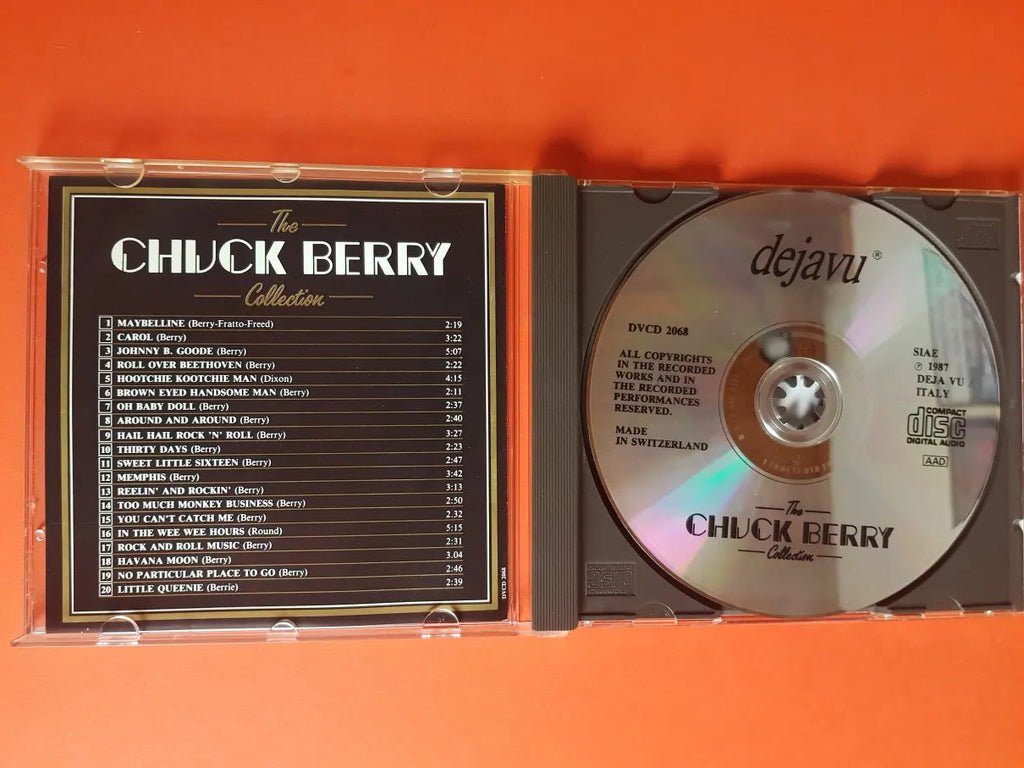 The
CHUCK BERRY
Collection
1 MAYBELLINE (Berry-Fratto-Freed) 2:19
2 CAROL (Berry) 3:22
3 JOHNNY B. GOODE (Berry) 5:07
4 ROLL OVER BEETHOVEN (Berry) 2:22
5 HOOTCHIE KOOTCHIE MAN (Dixon) 4:15
6 BROWN EYED HANDSOME MAN (Berry) 2:11
7 OH BABY DOLL (Berry) 2:37
8 AROUND AND AROUND (Berry) 2:40
9 HAIL HAIL ROCK 'N' ROLL (Berry) 3:27
10 THIRTY DAYS (Berry) 2:23
11 SWEET LITTLE SIXTEEN (Berry) 2:47
12 MEMPHIS (Berry) 3:42
13 REELIN' AND ROCKIN' (Berry) 3:13
14 TOO MUCH MONKEY BUSINESS (Berry) 2:50
15 YOU CAN'T CATCH ME (Berry) 2.32
16 IN THE WEE WEE HOURS (Round) 5:15
17 ROCK AND ROLL MUSIC (Berry) 2:31
18 HAVANA MOON (Berry) 3.04
19 NO PARTICULAR PLACE TO GO (Berry) 2:46
20 LITTLE QUEENIE (Berrie) 2:39
DVCD 2068
dejavu ®
DVCD 2068
ALL COPYRIGHTS
IN THE RECORDED
WORKS AND IN
THE RECORDED
PERFORMANCES
RESERVED.
MADE
IN SWITZERLAND
SIAE
℗ 1987
DEJA VU
ITALY
COMPACT
disc
DIGITAL AUDIO
AAD
The
CHUCK BERRY
Collection